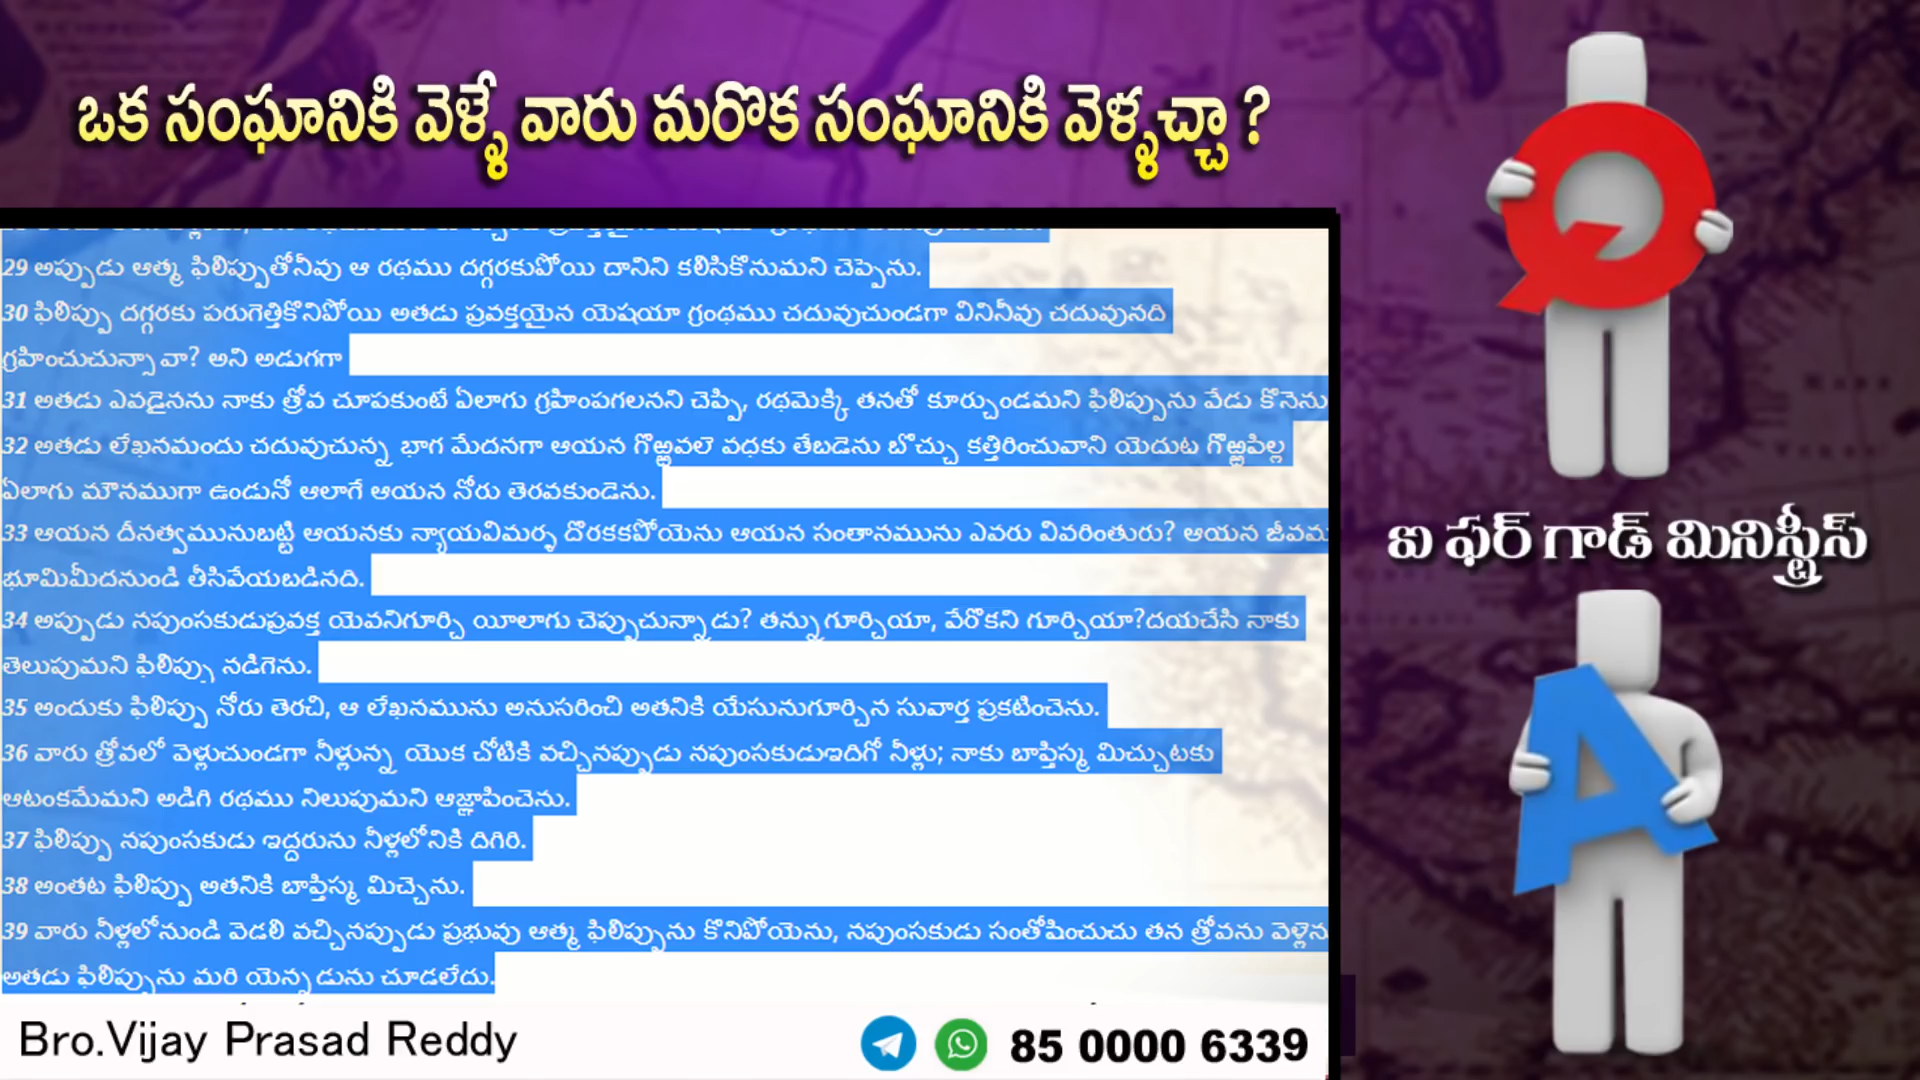 ఒక సంఘానికి వెళ్ళే వారు మరొక సంఘానికి వెళ్ళచ్చా?
29 అప్పుడు ఆత్మ ఫిలిప్పుతోనీవు ఆ రథము దగ్గరకుపోయి దానిని కలిసికొనుమని చెప్పెను.
30 ఫిలిప్పు దగ్గరకు పరుగెత్తికొనిపోయి అతడు ప్రవక్తయైన యెషయా గ్రంథము చదువుచుండగా వినినీవు చదువునది
గ్రహించుచున్నావా? అని అడుగగా
31 అతడు ఎవడైనను నాకు త్రోవ చూపకుంటే ఏలాగు గ్రహింపగలనని చెప్పి, రథమెక్కి తనతో కూర్చుండమని ఫిలిప్పును వేడు కొనెను
32 అతడు లేఖనమందు చదువుచున్న భాగ మేదనగా ఆయన గొఱ్ఱవలె వధకు తేబడెను బొచ్చు కత్తిరించువాని యెదుట గొఱ్ఱపిల్ల
ఏలాగు మౌనముగా ఉండునో ఆలాగే ఆయన నోరు తెరవకుండెను.
33 ఆయన దీనత్వమునుబట్టి ఆయనకు న్యాయవిమర్శ దొరకకపోయెను ఆయన సంతానమును ఎవరు వివరింతురు? ఆయన జీవమ
భూమిమీదనుండి తీసివేయబడినది.
34 అప్పుడు నపుంసకుడుప్రవక్త యెవనిగూర్చి యీలాగు చెప్పుచున్నాడు? తన్నుగూర్చియా, వేరొకని గూర్చియా?దయచేసి నాకు
తెలుపుమని ఫిలిప్పు నడిగెను.
35 అందుకు ఫిలిప్పు నోరు తెరచి, ఆ లేఖనమును అనుసరించి అతనికి యేసునుగూర్చిన సువార్త ప్రకటించెను.
36 వారు త్రోవలో వెళ్లుచుండగా నీళ్లున్న యొక చోటికి వచ్చినప్పుడు నపుంసకుడుఇదిగో నీళ్లు; నాకు బాప్తిస్మ మిచ్చుటకు
ఆటంకమేమని అడిగి రథము నిలుపుమని ఆజ్ఞాపించెను.
37 ఫిలిప్పు నపుంసకుడు ఇద్దరును నీళ్లలోనికి దిగిరి.
38 అంతట ఫిలిప్పు అతనికి బాప్తిస్మ మిచ్చెను.
39 వారు నీళ్లలోనుండి వెడలి వచ్చినప్పుడు ప్రభువు ఆత్మ ఫిలిప్పును కొనిపోయెను, నపుంసకుడు సంతోషించుచు తన త్రోవను వెళ్లెను
అతడు ఫిలిప్పును మరి యెన్నడును చూడలేదు.
Bro.Vijay Prasad Reddy
85 0000 6339
Q
ఐ ఫర్ గాడ్ మినిస్ట్రీస్
A